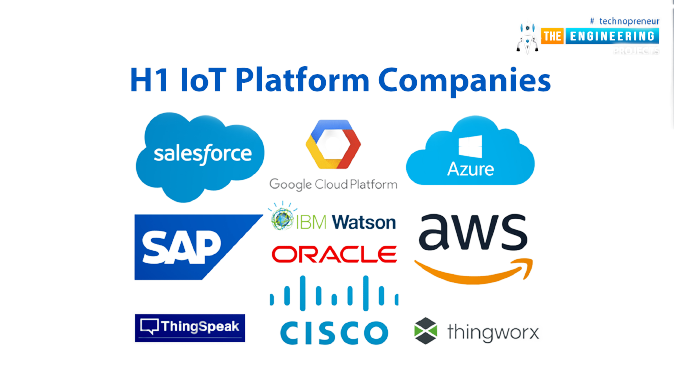 # technopreneur
THE ENGINEERING
H1 IoT Platform Companies
salesforce
Google Cloud Platform
Azure
IBM Watson
SAP
ORACLE
aws
ThingSpeak
CISCO
thingworx